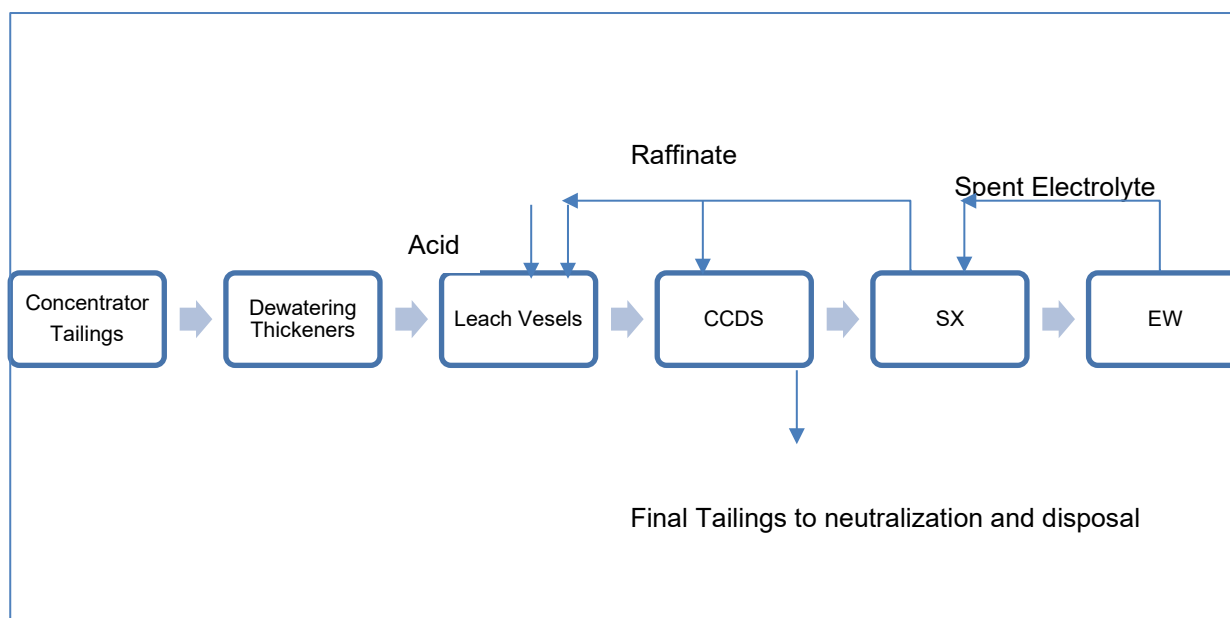 Raffinate
Spent Electrolyte
Acid
Concentrator
Tailings
Dewatering
Thickeners
Leach Vesels
CCDS
SX
EW
Final Tailings to neutralization and disposal